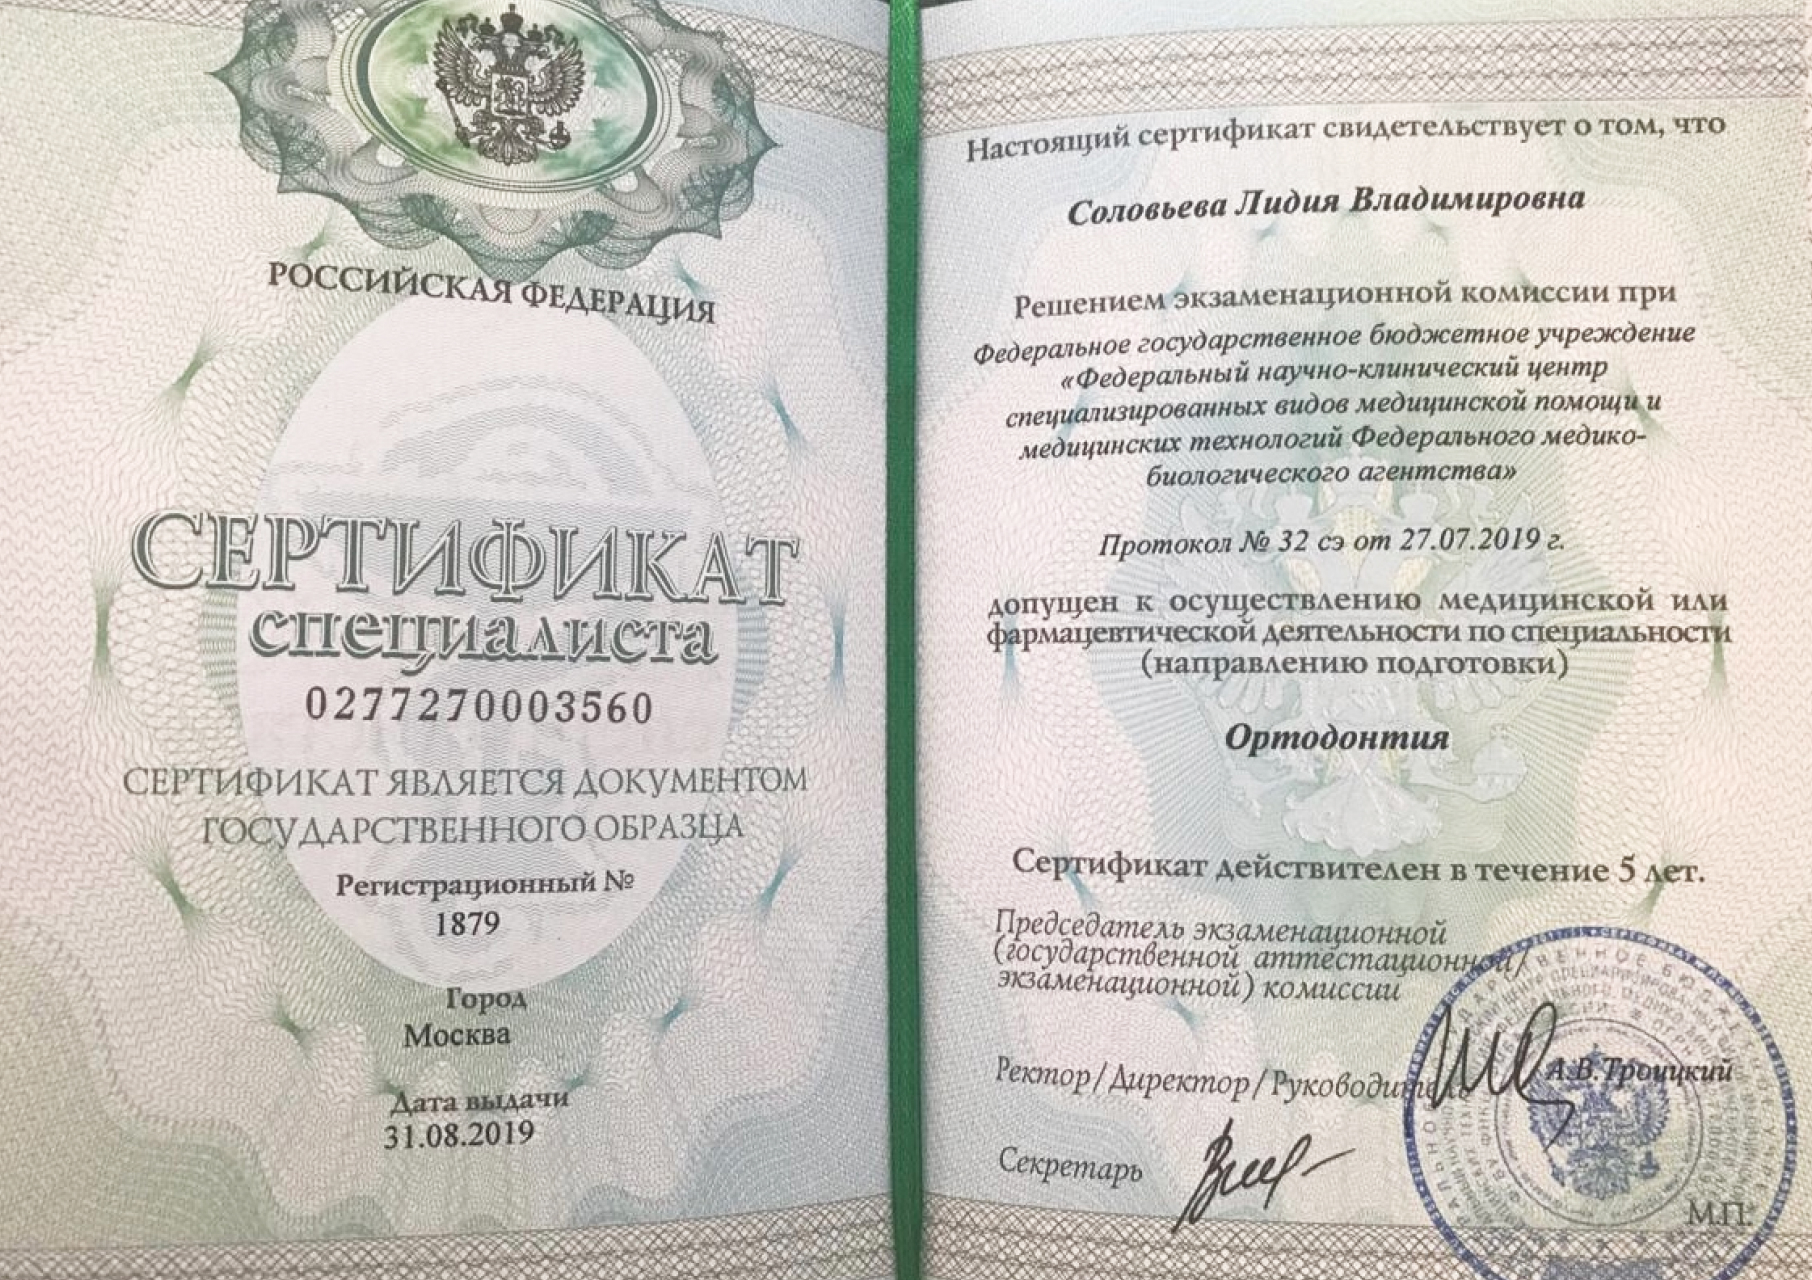 РОССИЙСКАЯ ФЕДЕРАЦИЯ
СЕРТИФИКАТ
специалиста
0277270003560
СЕРТИФИКАТ ЯВЛЯЕТСЯ ДОКУМЕНТОМ
ГОСУДАРСТВЕННОГО ОБРАЗЦА
Регистрационный №
1879
Город
Москва
Дата выдачи
31.08.2019
Настоящий сертификат свидетельствует о том, что
Соловьева Лидия Владимировна
Решением экзаменационной комиссии при
Федеральное государственное бюджетное учреждение
«Федеральный научно-клинический центр
специализированных видов медицинской помощи и
медицинских технологий Федерального медико-
биологического агентства»
Протокол № 32 сэ от 27.07.2019 г.
допущен к осуществлению медицинской или
фармацевтической деятельности по специальности
(направлению подготовки)
Ортодонтия
Сертификат действителен в течение 5 лет.
Председатель экзаменационной
(государственной аттестационной/
экзаменационной) комиссии
Ректор/Директор/Руководитель
А.В.Троицкий
Секретарь
М.П.